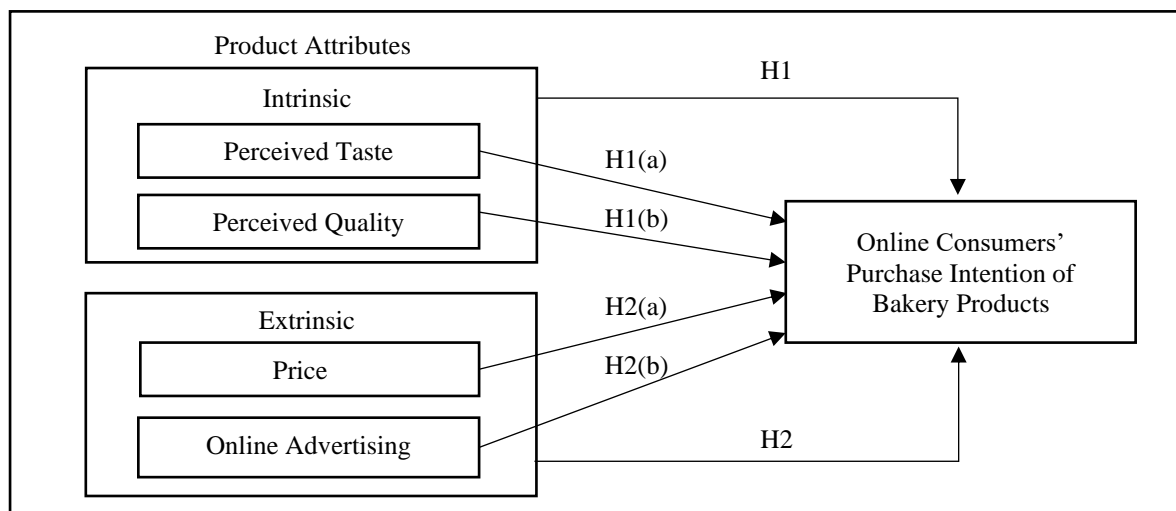 Product Attributes
H1
Intrinsic
Perceived Taste
H1(a)
Perceived Quality
H1(b)
Online Consumers’
Purchase Intention of
Bakery Products
Extrinsic
H2(a)
Price
H2(b)
Online Advertising
H2